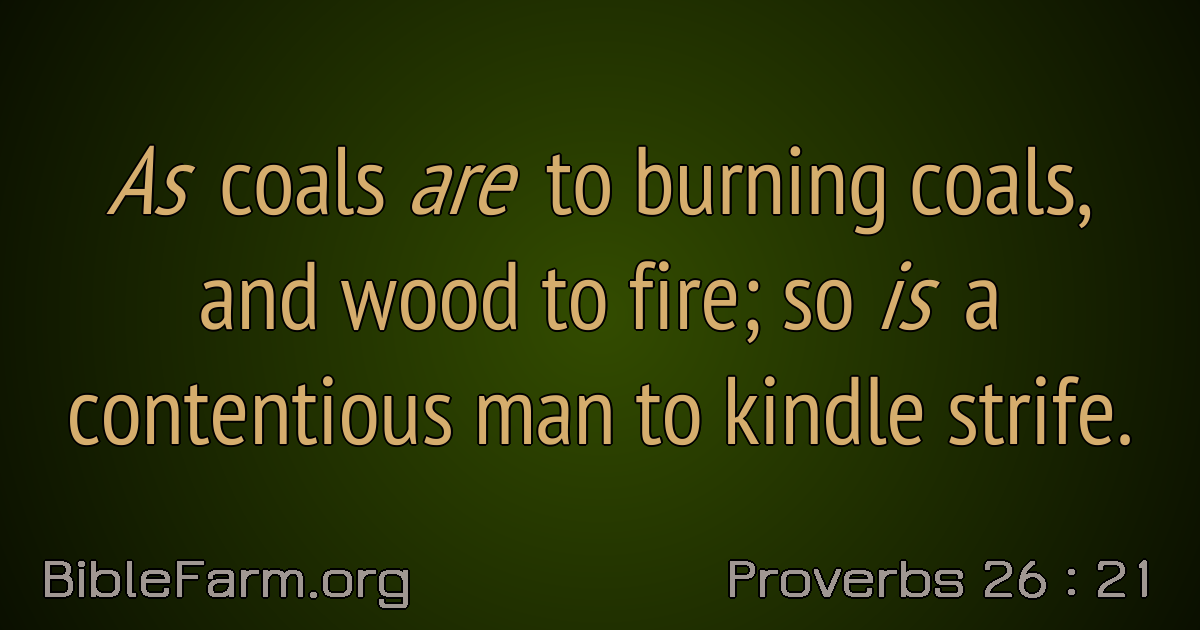 As coals are to burning coals,
and wood to fire; so is a
contentious man to kindle strife.
BibleFarm.org
Proverbs 26 : 21